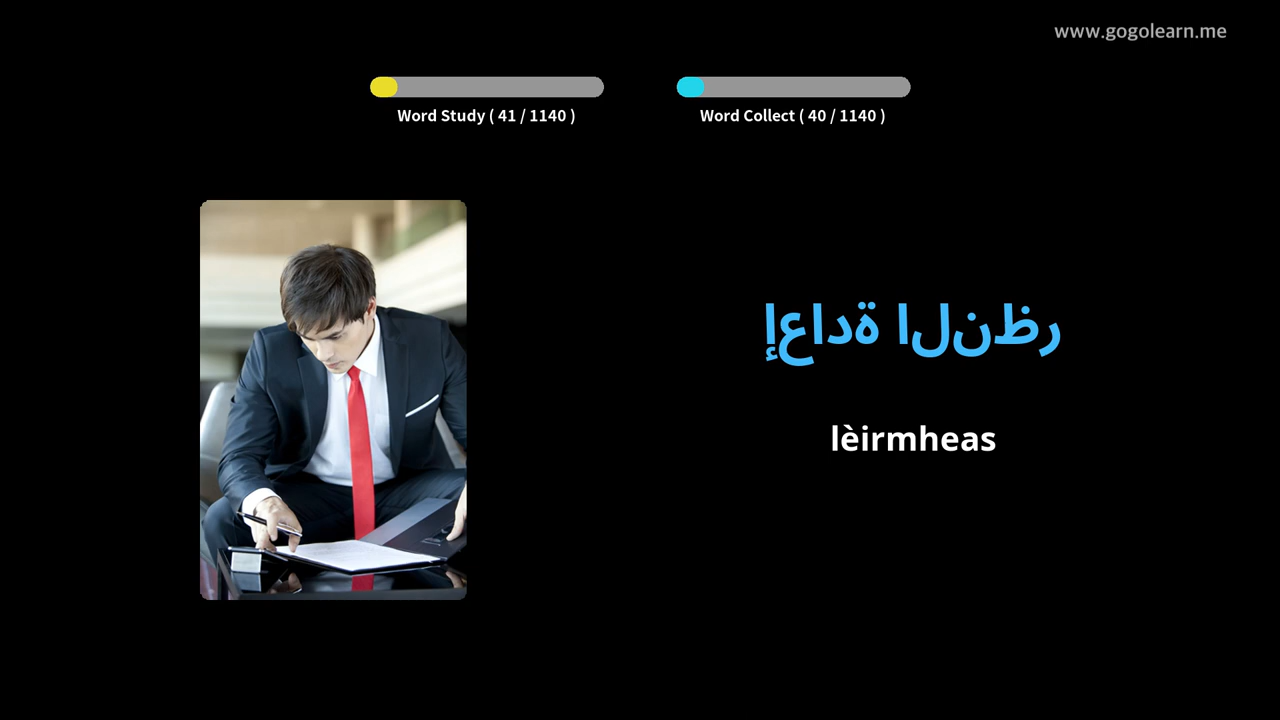 www.gogolearn.me
Word Study ( 41 / 1140 )
Word Collect ( 40 / 1140 )
إعادة النظر
lèirmheas